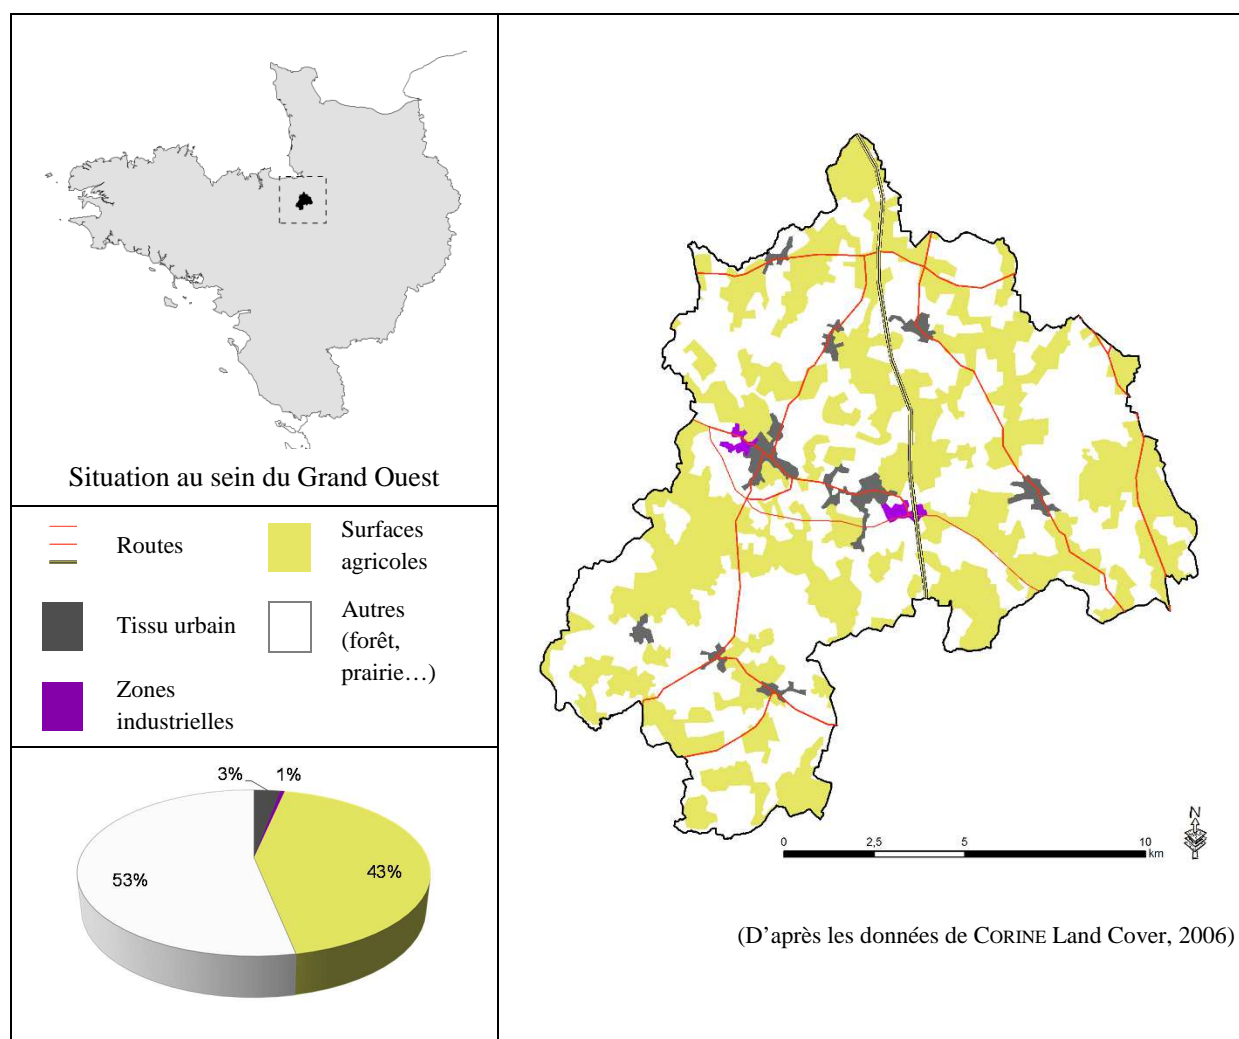 Situation au sein du Grand Ouest
Routes
Tissu urbain
Zones
industrielles
Surfaces
agricoles
Autres
(forêt,
prairie…)
3%
1%
53%
43%
N
0
2,5
5
10
km
(D'après les données de CORINE Land Cover, 2006)